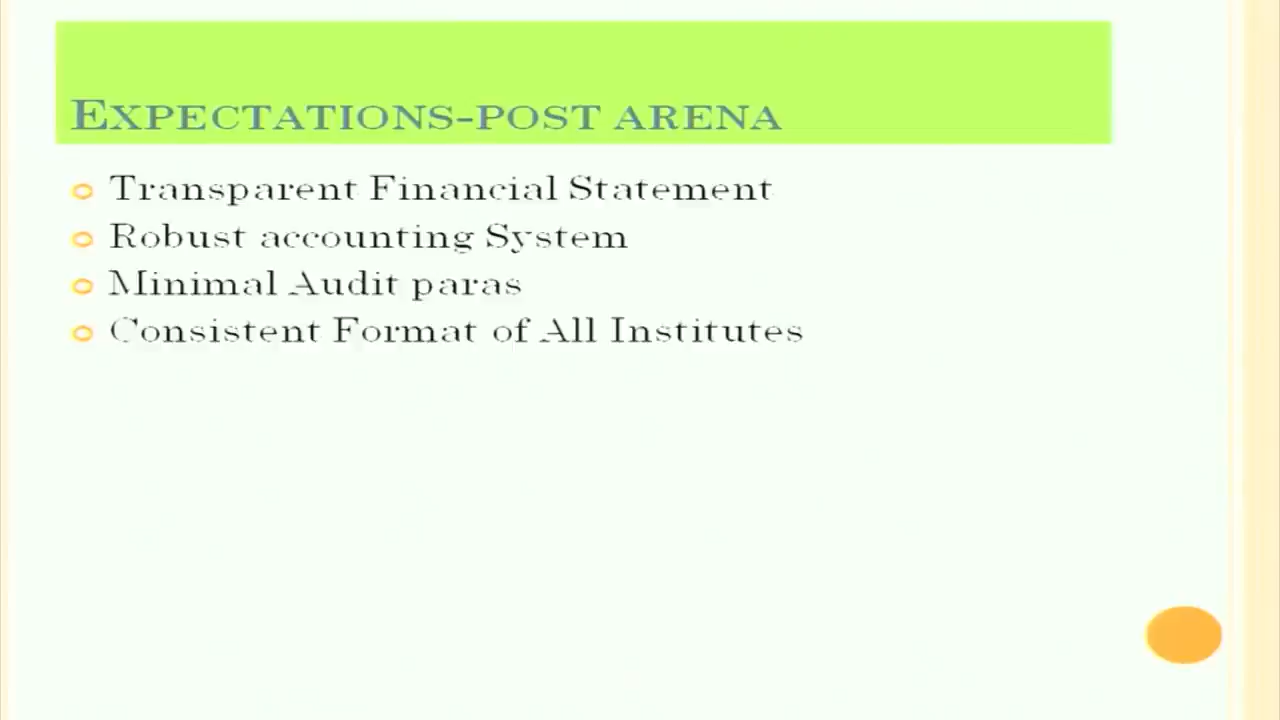 EXPECTATIONS-POST ARENA
Transparent Financial Statement
Robust accounting System
Minimal Audit paras
Consistent Format of All Institutes